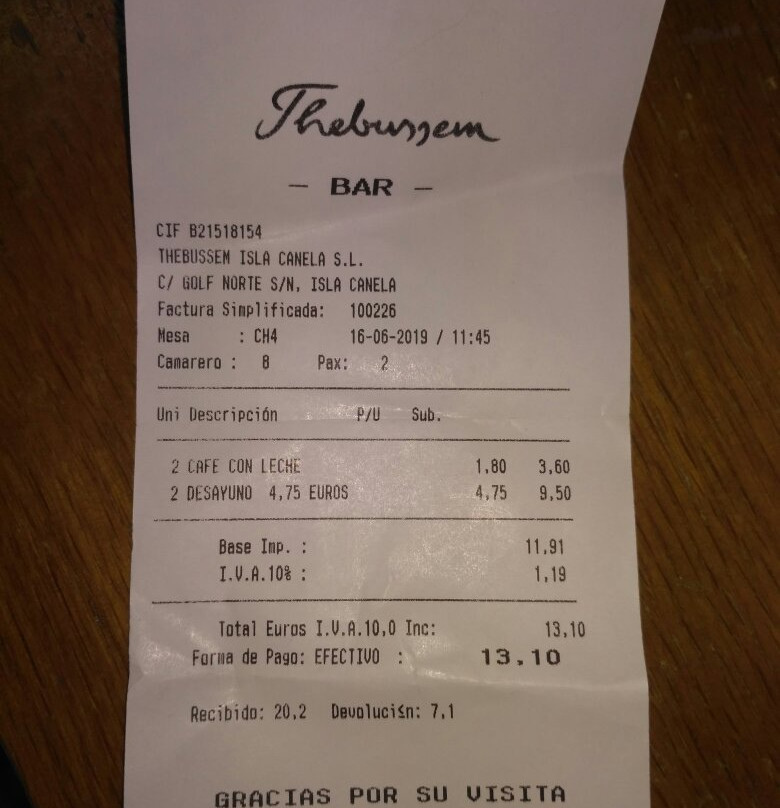 Thebussem
- BAR -
CIF B21518154
THEBUSSEM ISLA CANELA S.L.
C/ GOLF NORTE S/N, ISLA CANELA
Factura Simplificada: 100226
Mesa : CH4 16-06-2019 / 11:45
Camarero : 8 Pax: 2
Uni Descripción P/U Sub.
2 CAFE CON LECHE 1,80 3,60
2 DESAYUNO 4,75 EUROS 4,75 9,50
Base Imp. : 11,91
I.V.A.10% : 1,19
Total Euros I.V.A.10,0 Inc: 13,10
Forma de Pago: EFECTIVO : 13,10
Recibido: 20,2 Devolución: 7,1
GRACIAS POR SU VISITA